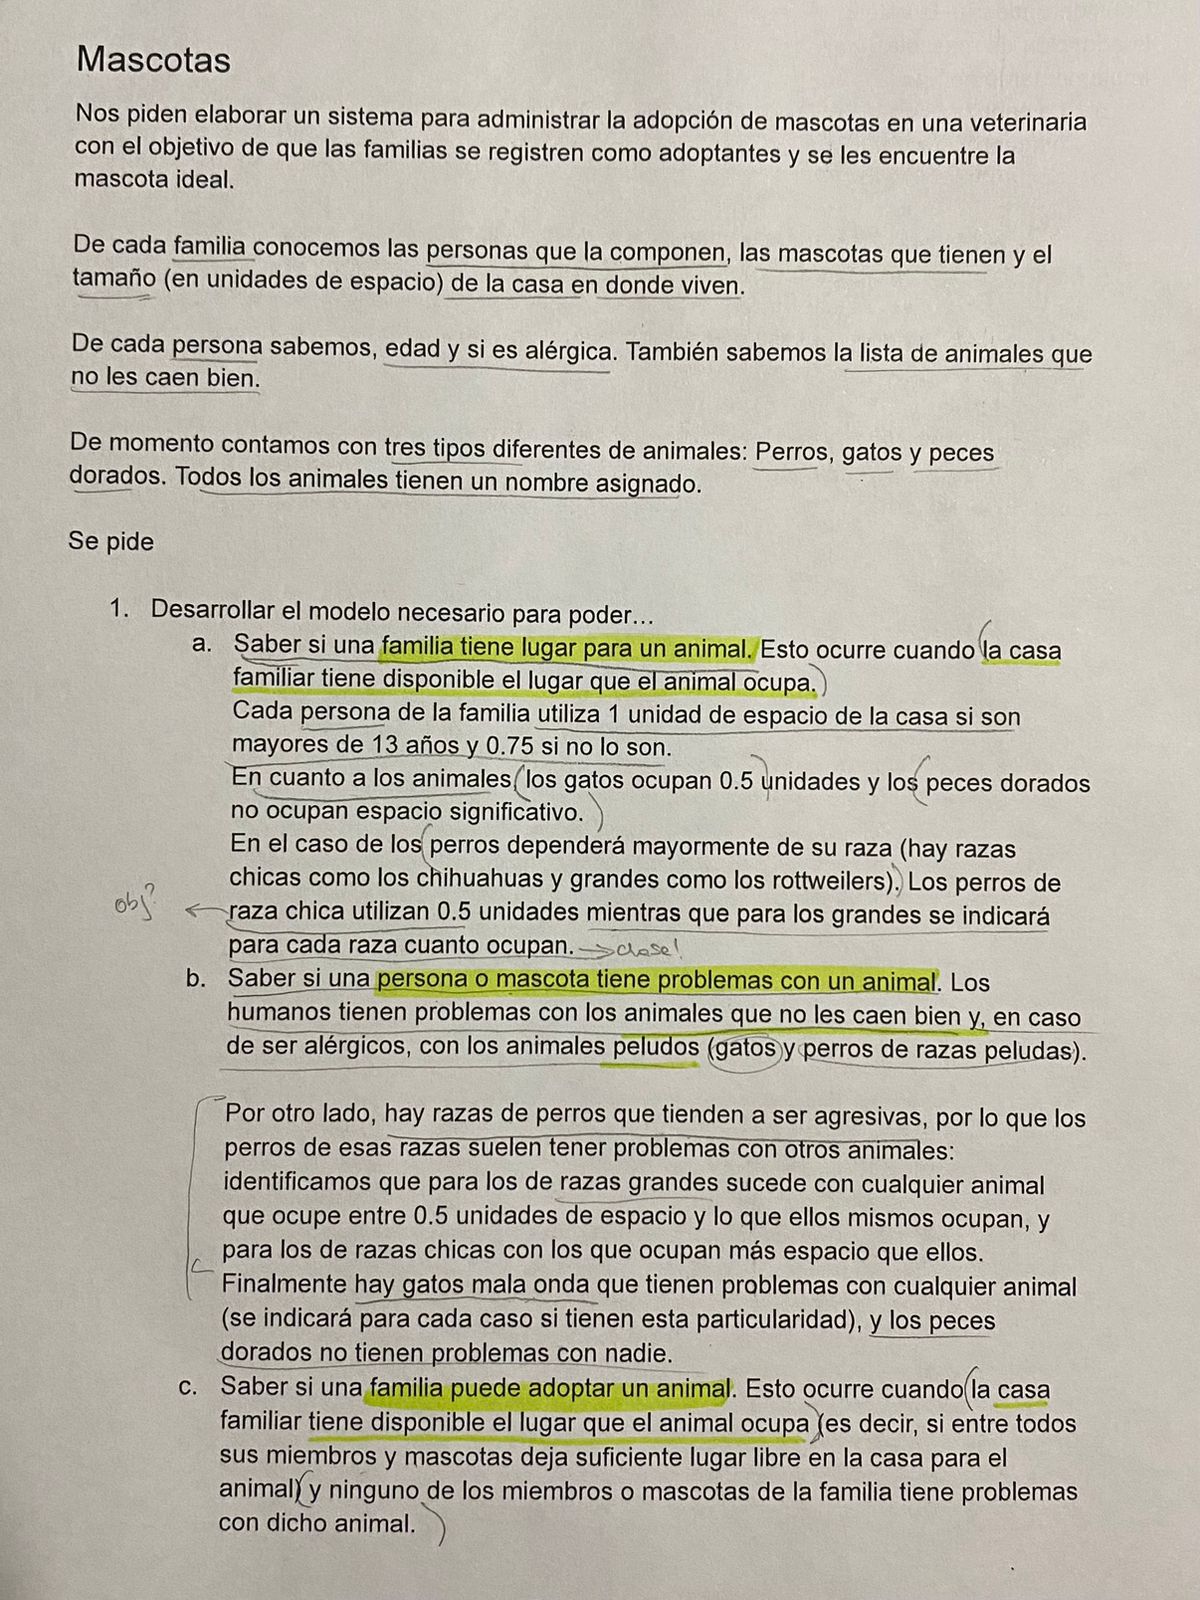 Mascotas
Nos piden elaborar un sistema para administrar la adopción de mascotas en una veterinaria
con el objetivo de que las familias se registren como adoptantes y se les encuentre la
mascota ideal.
De cada familia conocemos las personas que la componen, las mascotas que tienen y el
tamaño (en unidades de espacio) de la casa en donde viven.
De cada persona sabemos, edad y si es alérgica. También sabemos la lista de animales que
no les caen bien.
De momento contamos con tres tipos diferentes de animales: Perros, gatos y peces
dorados. Todos los animales tienen un nombre asignado.
Se pide
1. Desarrollar el modelo necesario para poder...
a. Saber si una familia tiene lugar para un animal. Esto ocurre cuando la casa
familiar tiene disponible el lugar que el animal ocupa.
Cada persona de la familia utiliza 1 unidad de espacio de la casa si son
mayores de 13 años y 0.75 si no lo son.
En cuanto a los animales, los gatos ocupan 0.5 unidades y los peces dorados
no ocupan espacio significativo.
En el caso de los perros dependerá mayormente de su raza (hay razas
chicas como los chihuahuas y grandes como los rottweilers). Los perros de
obj? raza chica utilizan 0.5 unidades mientras que para los grandes se indicará
para cada raza cuanto ocupan. clase!
b. Saber si una persona o mascota tiene problemas con un animal. Los
humanos tienen problemas con los animales que no les caen bien y, en caso
de ser alérgicos, con los animales peludos (gatos y perros de razas peludas).
Por otro lado, hay razas de perros que tienden a ser agresivas, por lo que los
perros de esas razas suelen tener problemas con otros animales:
identificamos que para los de razas grandes sucede con cualquier animal
que ocupe entre 0.5 unidades de espacio y lo que ellos mismos ocupan, y
para los de razas chicas con los que ocupan más espacio que ellos.
Finalmente hay gatos mala onda que tienen problemas con cualquier animal
(se indicará para cada caso si tienen esta particularidad), y los peces
dorados no tienen problemas con nadie.
c. Saber si una familia puede adoptar un animal. Esto ocurre cuando la casa
familiar tiene disponible el lugar que el animal ocupa (es decir, si entre todos
sus miembros y mascotas deja suficiente lugar libre en la casa para el
animal) y ninguno de los miembros o mascotas de la familia tiene problemas
con dicho animal.